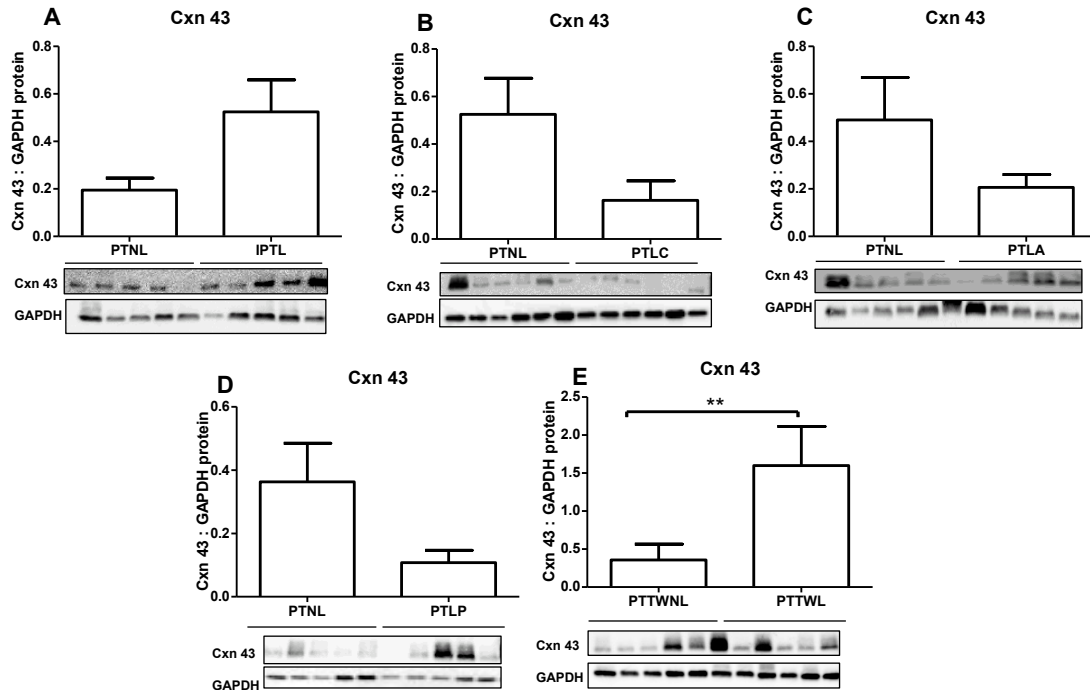 A
Cxn 43
Cxn 43 : GAPDH protein
0.8
0.6
0.4
0.2
0.0
PTNL IPTL
Cxn 43
GAPDH
B
Cxn 43
Cxn 43 : GAPDH protein
0.8
0.6
0.4
0.2
0.0
PTNL PTLC
Cxn 43
GAPDH
C
Cxn 43
Cxn 43 : GAPDH protein
0.8
0.6
0.4
0.2
0.0
PTNL PTLA
Cxn 43
GAPDH
D
Cxn 43
Cxn 43 : GAPDH protein
0.6
0.4
0.2
0.0
PTNL PTLP
Cxn 43
GAPDH
E
Cxn 43
Cxn 43 : GAPDH protein
2.5
2.0
1.5
1.0
0.5
0.0
**
PTTWNL PTTWL
Cxn 43
GAPDH